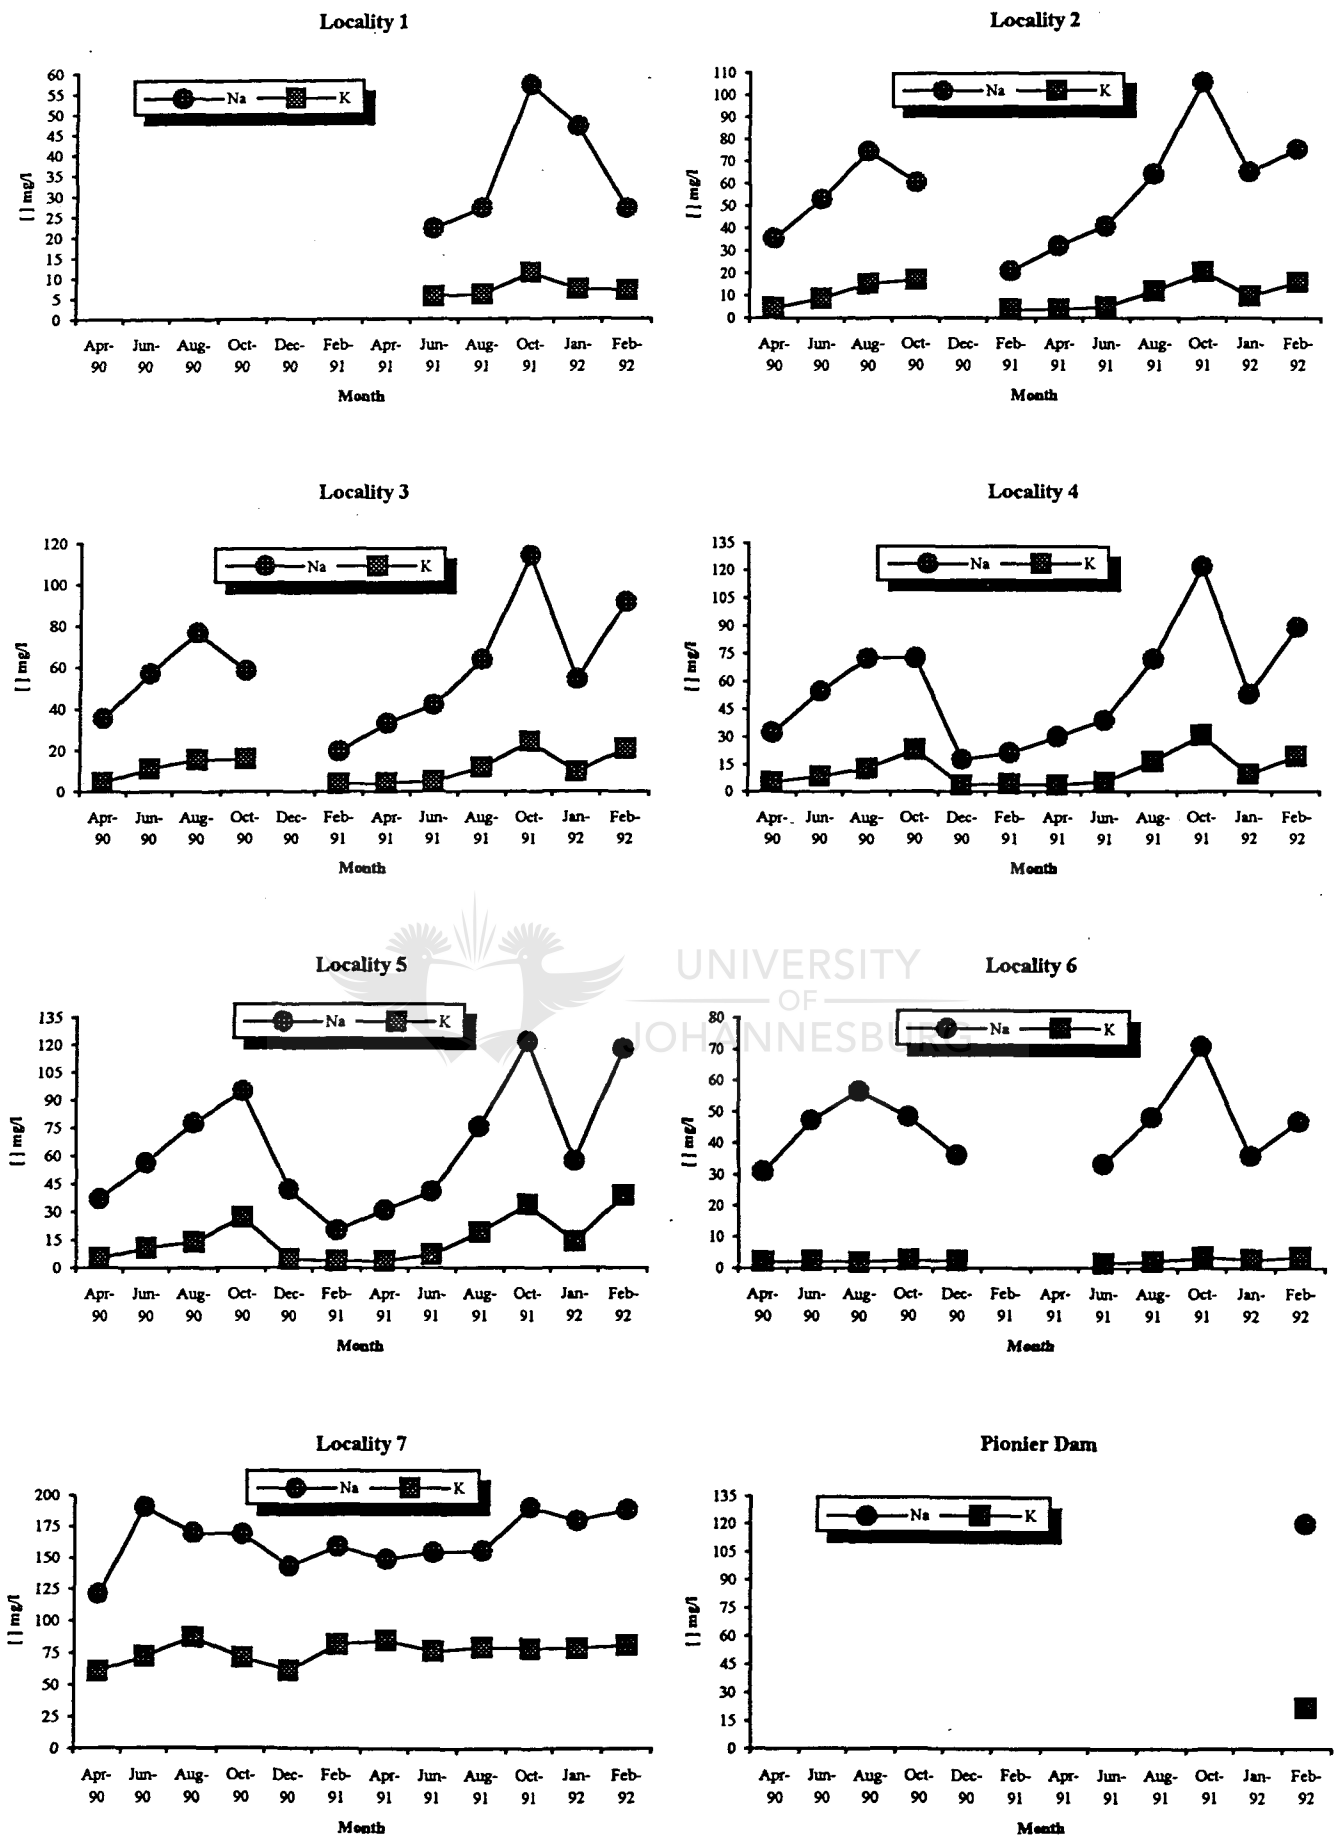 Locality 1
Na K
60
55
50
45
40
35
30
25
20
15
10
5
0
[ ] mg/l
Apr-90 Jun-90 Aug-90 Oct-90 Dec-90 Feb-91 Apr-91 Jun-91 Aug-91 Oct-91 Jan-92 Feb-92
Month
Locality 2
Na K
110
100
90
80
70
60
50
40
30
20
10
0
[ ] mg/l
Apr-90 Jun-90 Aug-90 Oct-90 Dec-90 Feb-91 Apr-91 Jun-91 Aug-91 Oct-91 Jan-92 Feb-92
Month
Locality 3
Na K
120
100
80
60
40
20
0
[ ] mg/l
Apr-90 Jun-90 Aug-90 Oct-90 Dec-90 Feb-91 Apr-91 Jun-91 Aug-91 Oct-91 Jan-92 Feb-92
Month
Locality 4
Na K
135
120
105
90
75
60
45
30
15
0
[ ] mg/l
Apr-90 Jun-90 Aug-90 Oct-90 Dec-90 Feb-91 Apr-91 Jun-91 Aug-91 Oct-91 Jan-92 Feb-92
Month
UNIVERSITY
OF
JOHANNESBURG
Locality 5
Na K
135
120
105
90
75
60
45
30
15
0
[ ] mg/l
Apr-90 Jun-90 Aug-90 Oct-90 Dec-90 Feb-91 Apr-91 Jun-91 Aug-91 Oct-91 Jan-92 Feb-92
Month
Locality 6
Na K
80
70
60
50
40
30
20
10
0
[ ] mg/l
Apr-90 Jun-90 Aug-90 Oct-90 Dec-90 Feb-91 Apr-91 Jun-91 Aug-91 Oct-91 Jan-92 Feb-92
Month
Locality 7
Na K
200
175
150
125
100
75
50
25
0
[ ] mg/l
Apr-90 Jun-90 Aug-90 Oct-90 Dec-90 Feb-91 Apr-91 Jun-91 Aug-91 Oct-91 Jan-92 Feb-92
Month
Pionier Dam
Na K
135
120
105
90
75
60
45
30
15
0
[ ] mg/l
Apr-90 Jun-90 Aug-90 Oct-90 Dec-90 Feb-91 Apr-91 Jun-91 Aug-91 Oct-91 Jan-92 Feb-92
Month